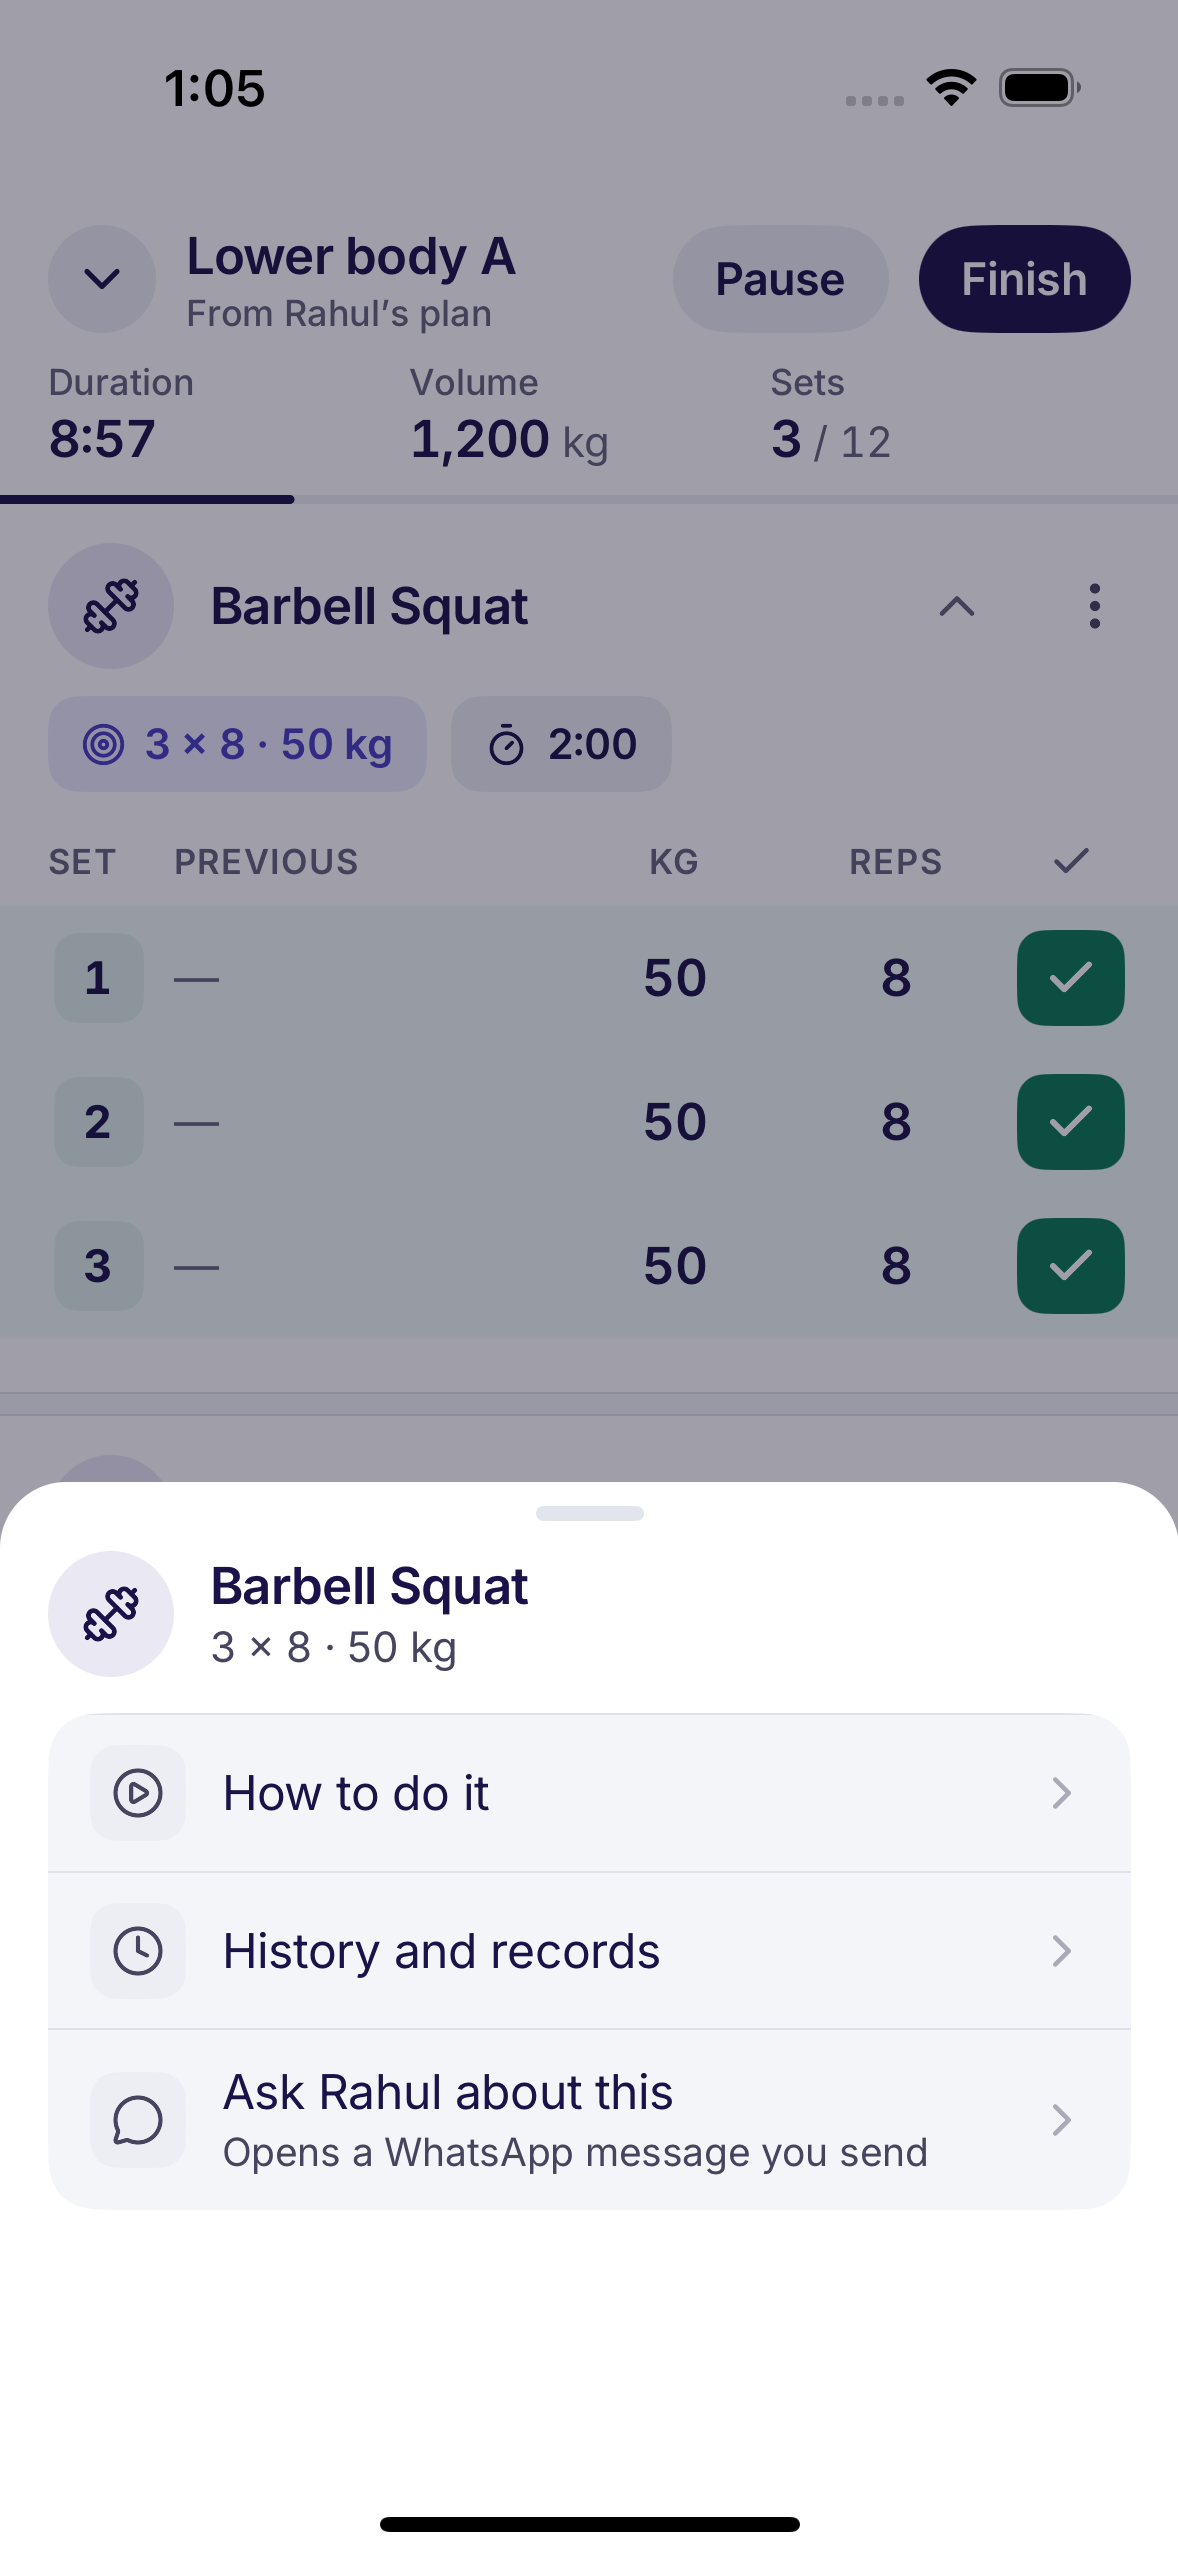 1:05
Lower body A
From Rahul’s plan
Pause
Finish
Duration
Volume
Sets
8:57
1,200 kg
3 / 12
Barbell Squat
3 × 8 · 50 kg
2:00
SET PREVIOUS KG REPS
1 — 50 8
2 — 50 8
3 — 50 8
Barbell Squat
3 × 8 · 50 kg
How to do it
History and records
Ask Rahul about this
Opens a WhatsApp message you send